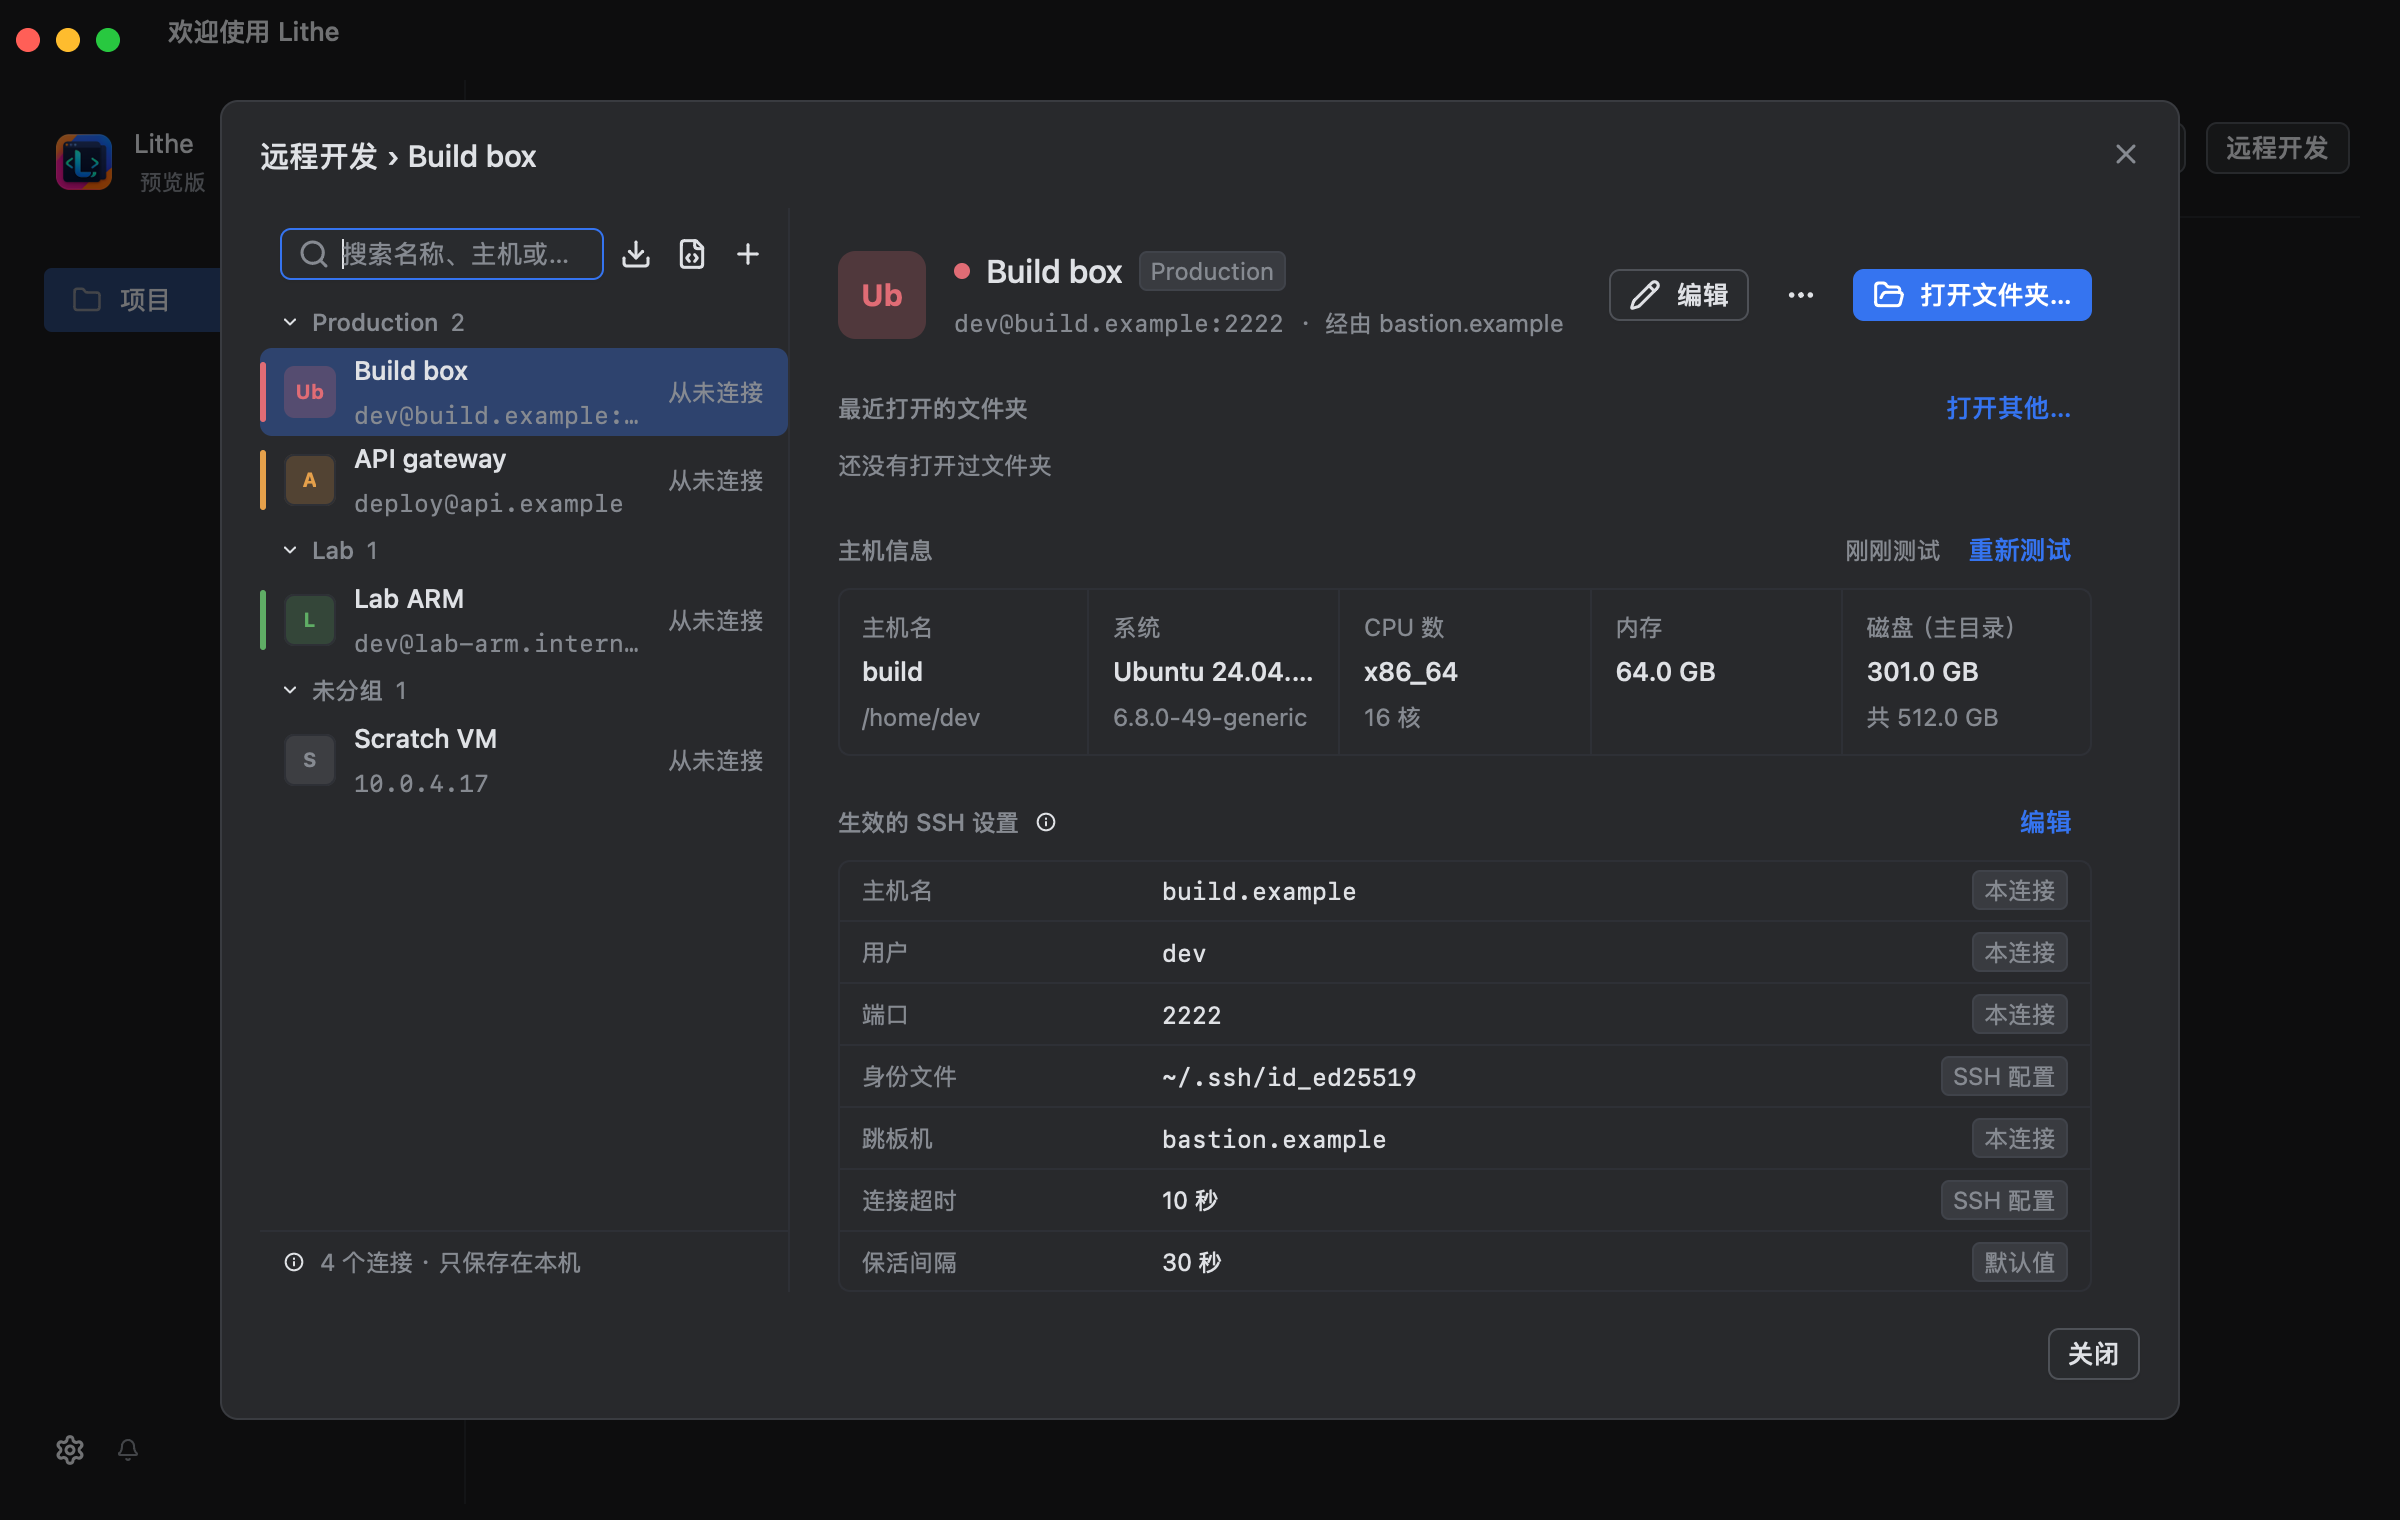 欢迎使用 Lithe
Lithe
预览版
项目
远程开发
远程开发 › Build box
搜索名称、主机或...
Production 2
Ub
Build box
dev@build.example:…
从未连接
A
API gateway
deploy@api.example
从未连接
Lab 1
L
Lab ARM
dev@lab-arm.intern…
从未连接
未分组 1
S
Scratch VM
10.0.4.17
从未连接
4 个连接 · 只保存在本机
Ub
Build box
Production
dev@build.example:2222 · 经由 bastion.example
编辑
打开文件夹...
最近打开的文件夹
打开其他...
还没有打开过文件夹
主机信息
刚刚测试
重新测试
主机名
build
/home/dev
系统
Ubuntu 24.04....
6.8.0-49-generic
CPU 数
x86_64
16 核
内存
64.0 GB
磁盘（主目录）
301.0 GB
共 512.0 GB
生效的 SSH 设置
编辑
主机名 build.example 本连接
用户 dev 本连接
端口 2222 本连接
身份文件 ~/.ssh/id_ed25519 SSH 配置
跳板机 bastion.example 本连接
连接超时 10 秒 SSH 配置
保活间隔 30 秒 默认值
关闭